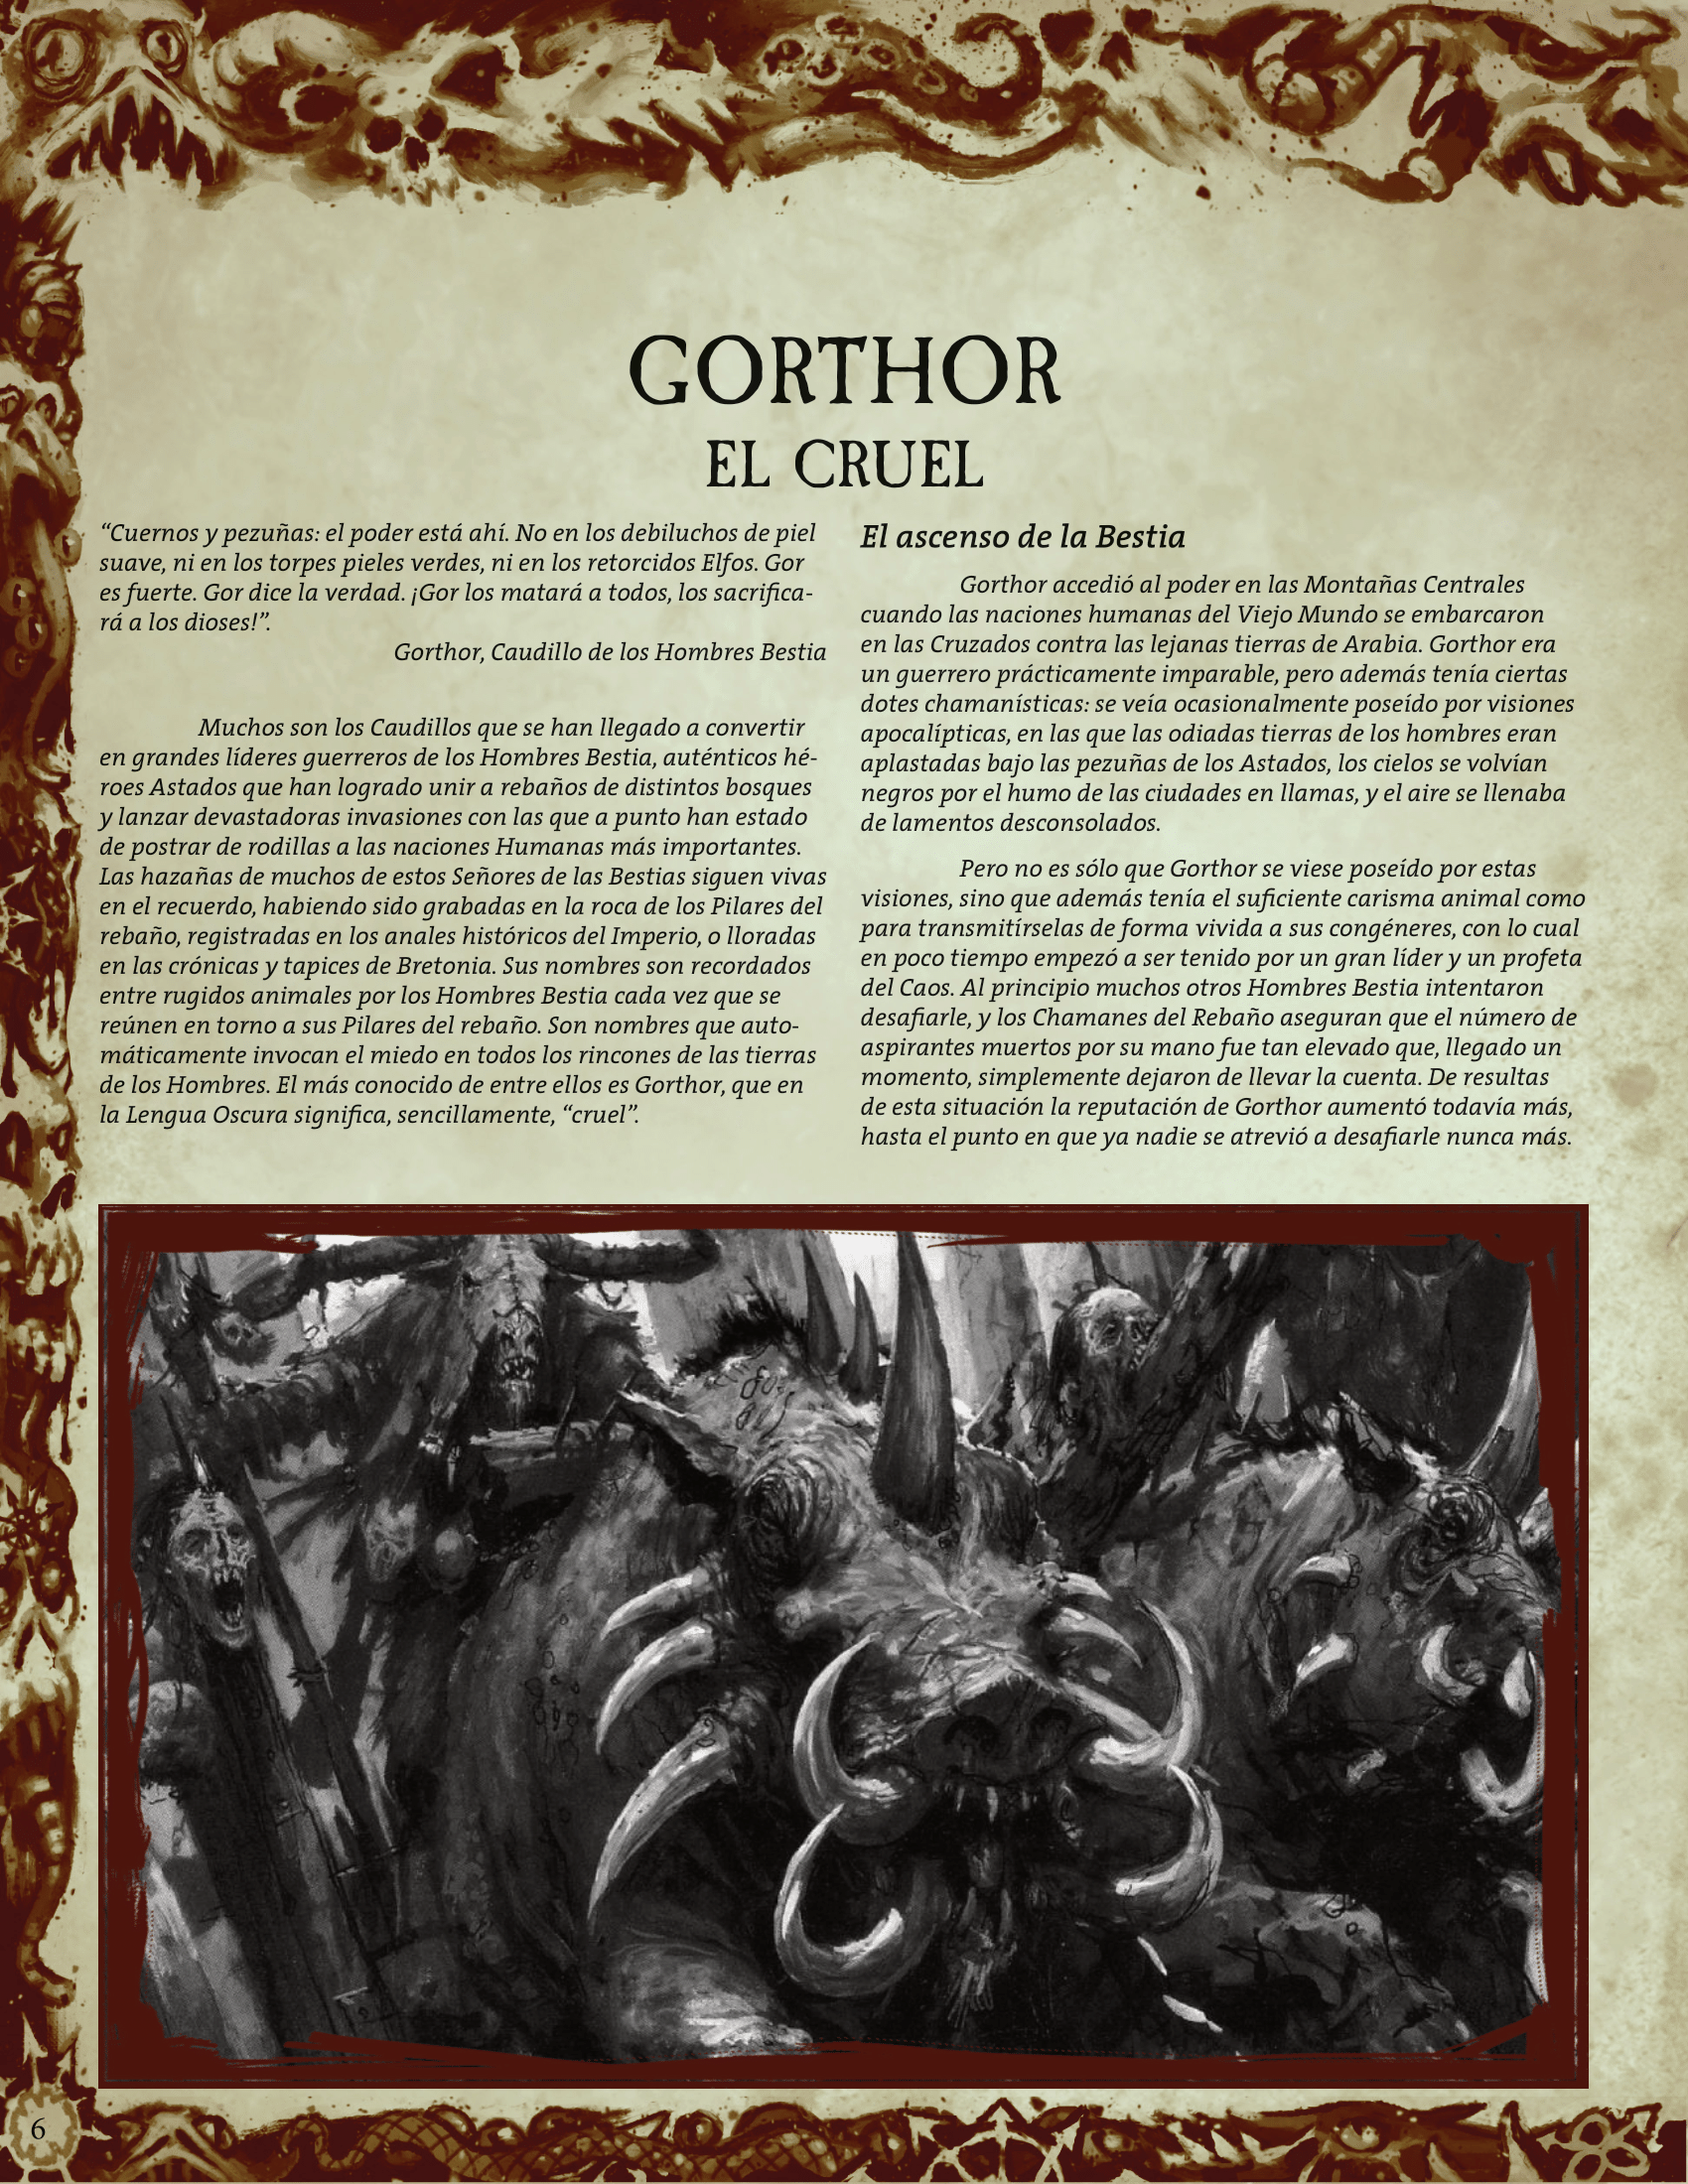 GORTHOR
EL CRUEL
“Cuernos y pezuñas: el poder está ahí. No en los debiluchos de piel
suave, ni en los torpes pieles verdes, ni en los retorcidos Elfos. Gor
es fuerte. Gor dice la verdad. ¡Gor los matará a todos, los sacrifica-
rá a los dioses!”.
Gorthor, Caudillo de los Hombres Bestia
Muchos son los Caudillos que se han llegado a convertir
en grandes líderes guerreros de los Hombres Bestia, auténticos hé-
roes Astados que han logrado unir a rebaños de distintos bosques
y lanzar devastadoras invasiones con las que a punto han estado
de postrar de rodillas a las naciones Humanas más importantes.
Las hazañas de muchos de estos Señores de las Bestias siguen vivas
en el recuerdo, habiendo sido grabadas en la roca de los Pilares del
rebaño, registradas en los anales históricos del Imperio, o lloradas
en las crónicas y tapices de Bretonia. Sus nombres son recordados
entre rugidos animales por los Hombres Bestia cada vez que se
reúnen en torno a sus Pilares del rebaño. Son nombres que auto-
máticamente invocan el miedo en todos los rincones de las tierras
de los Hombres. El más conocido de entre ellos es Gorthor, que en
la Lengua Oscura significa, sencillamente, “cruel”.
El ascenso de la Bestia
Gorthor accedió al poder en las Montañas Centrales
cuando las naciones humanas del Viejo Mundo se embarcaron
en las Cruzados contra las lejanas tierras de Arabia. Gorthor era
un guerrero prácticamente imparable, pero además tenía ciertas
dotes chamanísticas: se veía ocasionalmente poseído por visiones
apocalípticas, en las que las odiadas tierras de los hombres eran
aplastadas bajo las pezuñas de los Astados, los cielos se volvían
negros por el humo de las ciudades en llamas, y el aire se llenaba
de lamentos desconsolados.
Pero no es sólo que Gorthor se viese poseído por estas
visiones, sino que además tenía el suficiente carisma animal como
para transmitírselas de forma vivida a sus congéneres, con lo cual
en poco tiempo empezó a ser tenido por un gran líder y un profeta
del Caos. Al principio muchos otros Hombres Bestia intentaron
desafiarle, y los Chamanes del Rebaño aseguran que el número de
aspirantes muertos por su mano fue tan elevado que, llegado un
momento, simplemente dejaron de llevar la cuenta. De resultas
de esta situación la reputación de Gorthor aumentó todavía más,
hasta el punto en que ya nadie se atrevió a desafiarle nunca más.
6